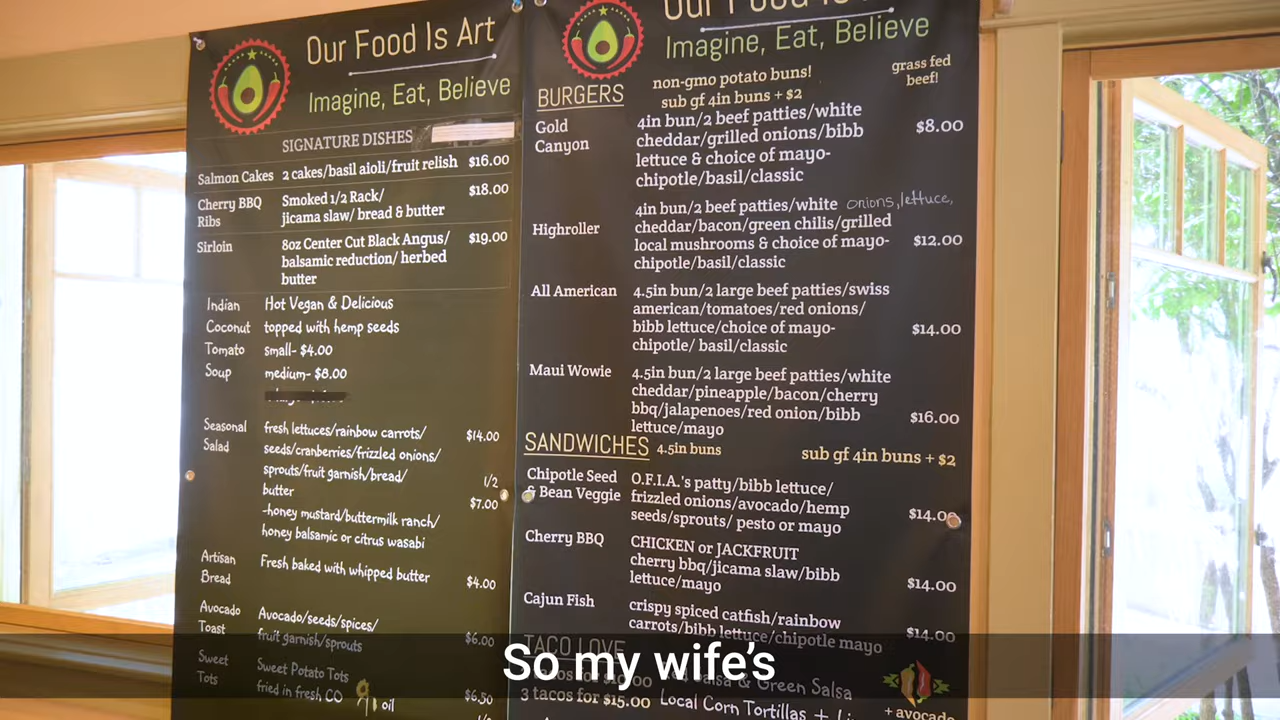 Our Food Is Art
Imagine, Eat, Believe
SIGNATURE DISHES
Salmon Cakes 2 cakes/basil aioli/fruit relish $16.00
Cherry BBQ Ribs
Smoked 1/2 Rack/
jicama slaw/ bread & butter
$18.00
Sirloin
8oz Center Cut Black Angus/
balsamic reduction/ herbed
butter
$19.00
Indian Hot Vegan & Delicious
Coconut topped with hemp seeds
Tomato small- $4.00
Soup medium- $8.00
Seasonal
Salad
fresh lettuces/rainbow carrots/
seeds/cranberries/frizzled onions/
sprouts/fruit garnish/bread/
butter
-honey mustard/buttermilk ranch/
honey balsamic or citrus wasabi
$14.00
1/2
$7.00
Artisan
Bread
Fresh baked with whipped butter
$4.00
Avocado
Toast
Avocado/seeds/spices/
fruit garnish/sprouts
$6.00
Sweet
Tots
Sweet Potato Tots
fried in fresh CO oil
$6.50
Our Food Is
Imagine, Eat, Believe
BURGERS
non-gmo potato buns!
sub gf 4in buns + $2
grass fed
beef!
Gold
Canyon
4in bun/2 beef patties/white
cheddar/grilled onions/bibb
lettuce & choice of mayo-
chipotle/basil/classic
$8.00
Highroller
4in bun/2 beef patties/white onions, lettuce,
cheddar/bacon/green chilis/grilled
local mushrooms & choice of mayo-
chipotle/basil/classic
$12.00
All American
4.5in bun/2 large beef patties/swiss
american/tomatoes/red onions/
bibb lettuce/choice of mayo-
chipotle/ basil/classic
$14.00
Maui Wowie
4.5in bun/2 large beef patties/white
cheddar/pineapple/bacon/cherry
bbq/jalapenoes/red onion/bibb
lettuce/mayo
$16.00
SANDWICHES 4.5in buns sub gf 4in buns + $2
Chipotle Seed
& Bean Veggie
O.F.I.A.'s patty/bibb lettuce/
frizzled onions/avocado/hemp
seeds/sprouts/ pesto or mayo
$14.00
Cherry BBQ
CHICKEN or JACKFRUIT
cherry bbq/jicama slaw/bibb
lettuce/mayo
$14.00
Cajun Fish
crispy spiced catfish/rainbow
carrots/bibb lettuce/chipotle mayo
$14.00
TACO LOVE
& Green Salsa
3 tacos for $15.00 Local Corn Tortillas +
+ avocado
So my wife's